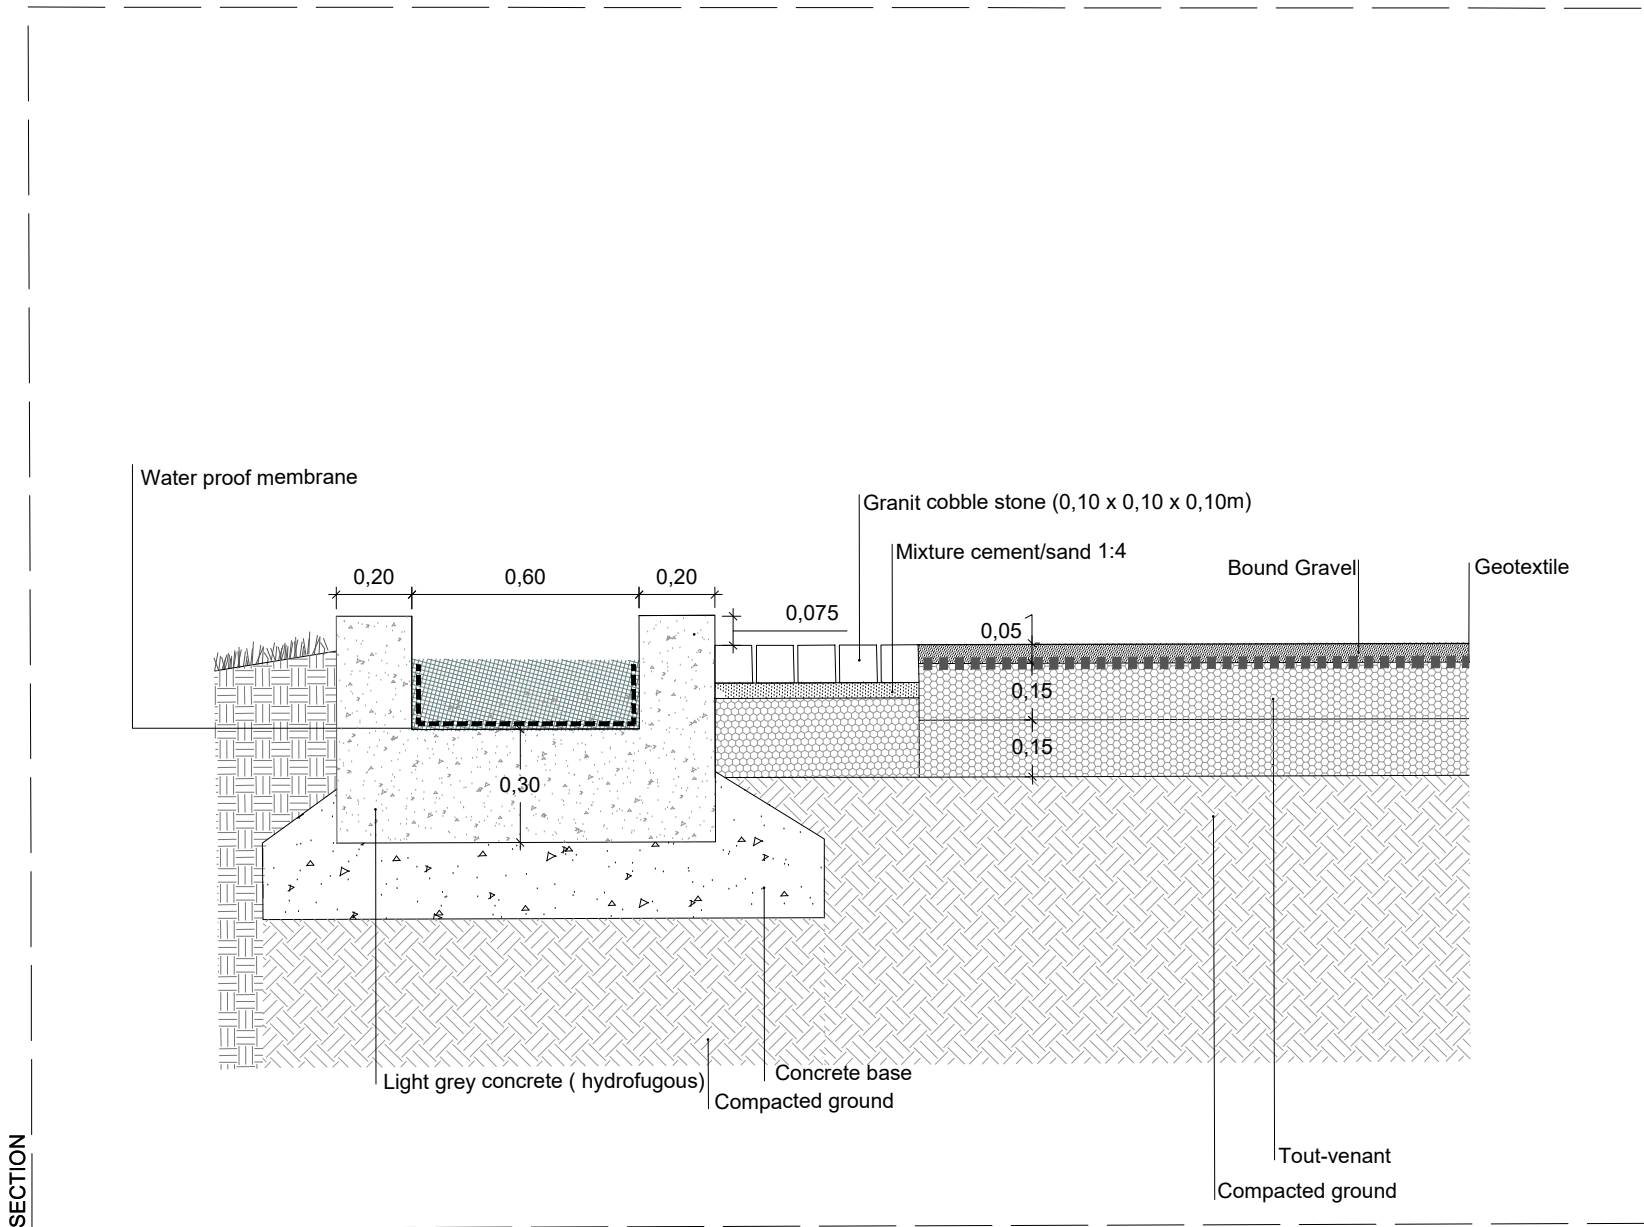 Water proof membrane
Granit cobble stone (0,10 x 0,10 x 0,10m)
Mixture cement/sand 1:4
Bound Gravel
Geotextile
0,20
0,60
0,20
0,075
0,05
0,15
0,15
0,30
Light grey concrete ( hydrofugous)
Concrete base
Compacted ground
Tout-venant
Compacted ground
SECTION